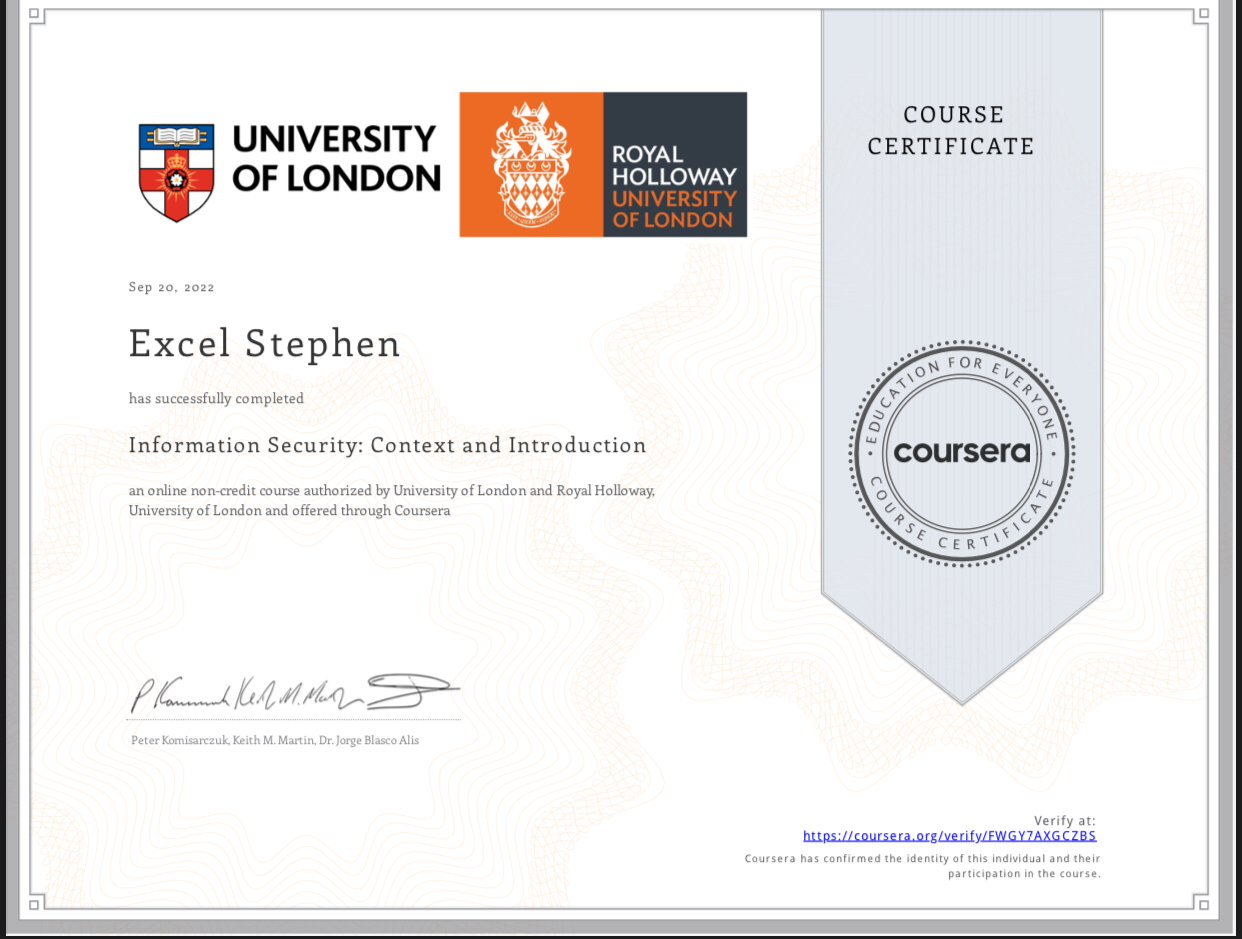 UNIVERSITY
OF LONDON
ROYAL
HOLLOWAY
UNIVERSITY
OF LONDON
COURSE
CERTIFICATE
Sep 20, 2022
Excel Stephen
has successfully completed
Information Security: Context and Introduction
an online non-credit course authorized by University of London and Royal Holloway,
University of London and offered through Coursera
EDUCATION FOR EVERYONE
coursera
COURSE CERTIFICATE
P Komisarczuk Keith M. Martin
Peter Komisarczuk, Keith M. Martin, Dr. Jorge Blasco Alis
Verify at:
https://coursera.org/verify/FWGY7AXGCZBS
Coursera has confirmed the identity of this individual and their
participation in the course.